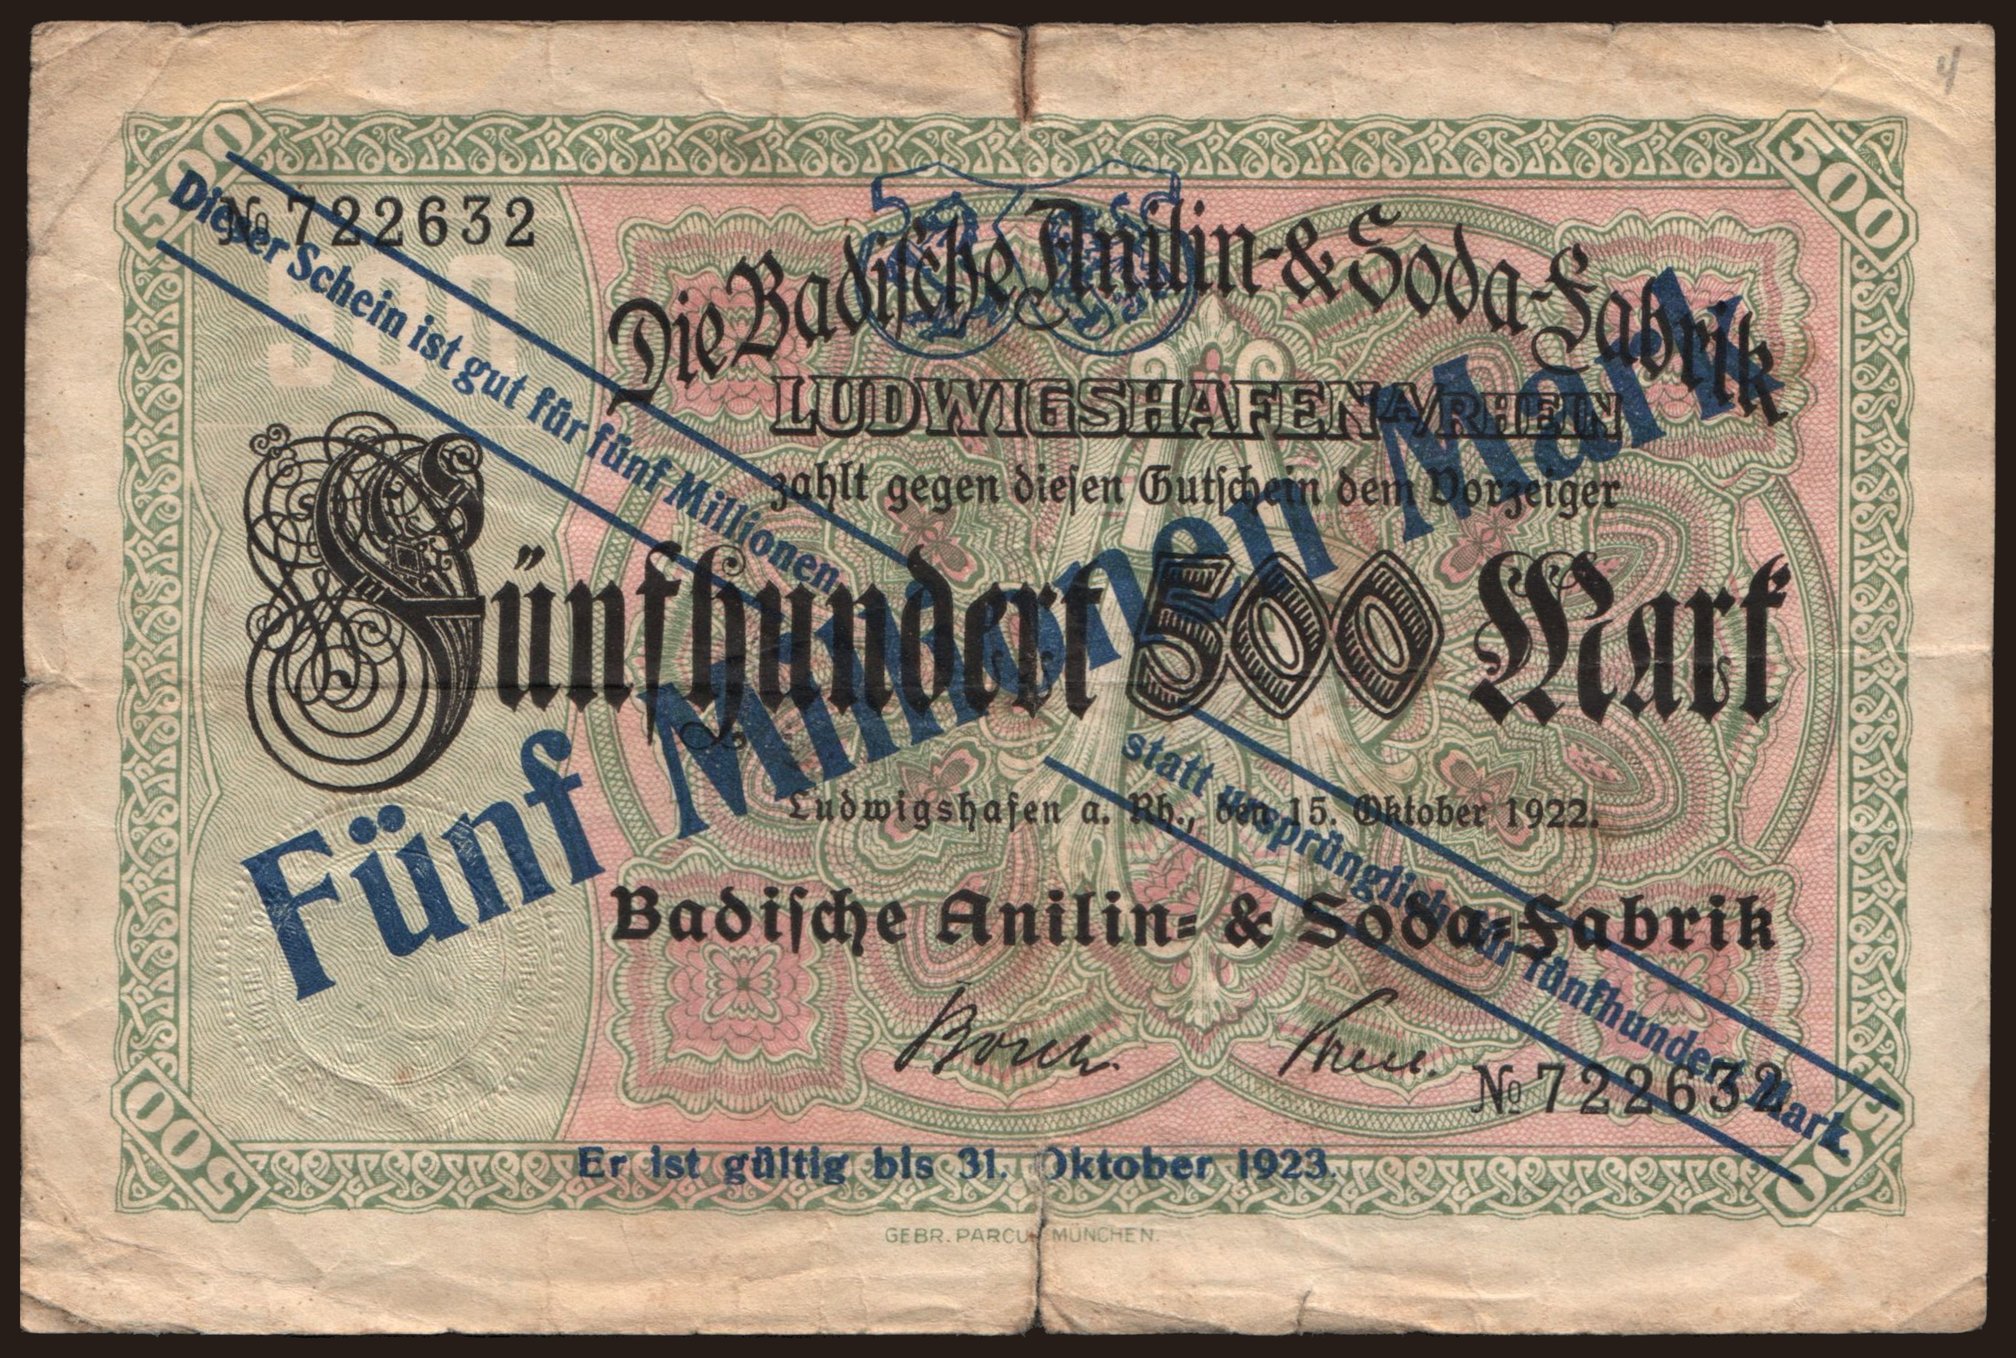 500
500
№ 722632
Dieser Schein ist gut für fünf Millionen
500
Die Badische Anilin- & Soda-Fabrik
LUDWIGSHAFEN A/RHEIN
zahlt gegen diesen Gutschein dem Vorzeiger
Fünfhundert 500 Mark
Fünf Millionen Mark
statt ursprünglich für fünfhundert Mark.
Ludwigshafen a. Rh., den 15. Oktober 1922.
Badische Anilin- & Soda-Fabrik
№ 722632
500
500
Er ist gültig bis 31. Oktober 1923.
GEBR. PARCUS MÜNCHEN.
4